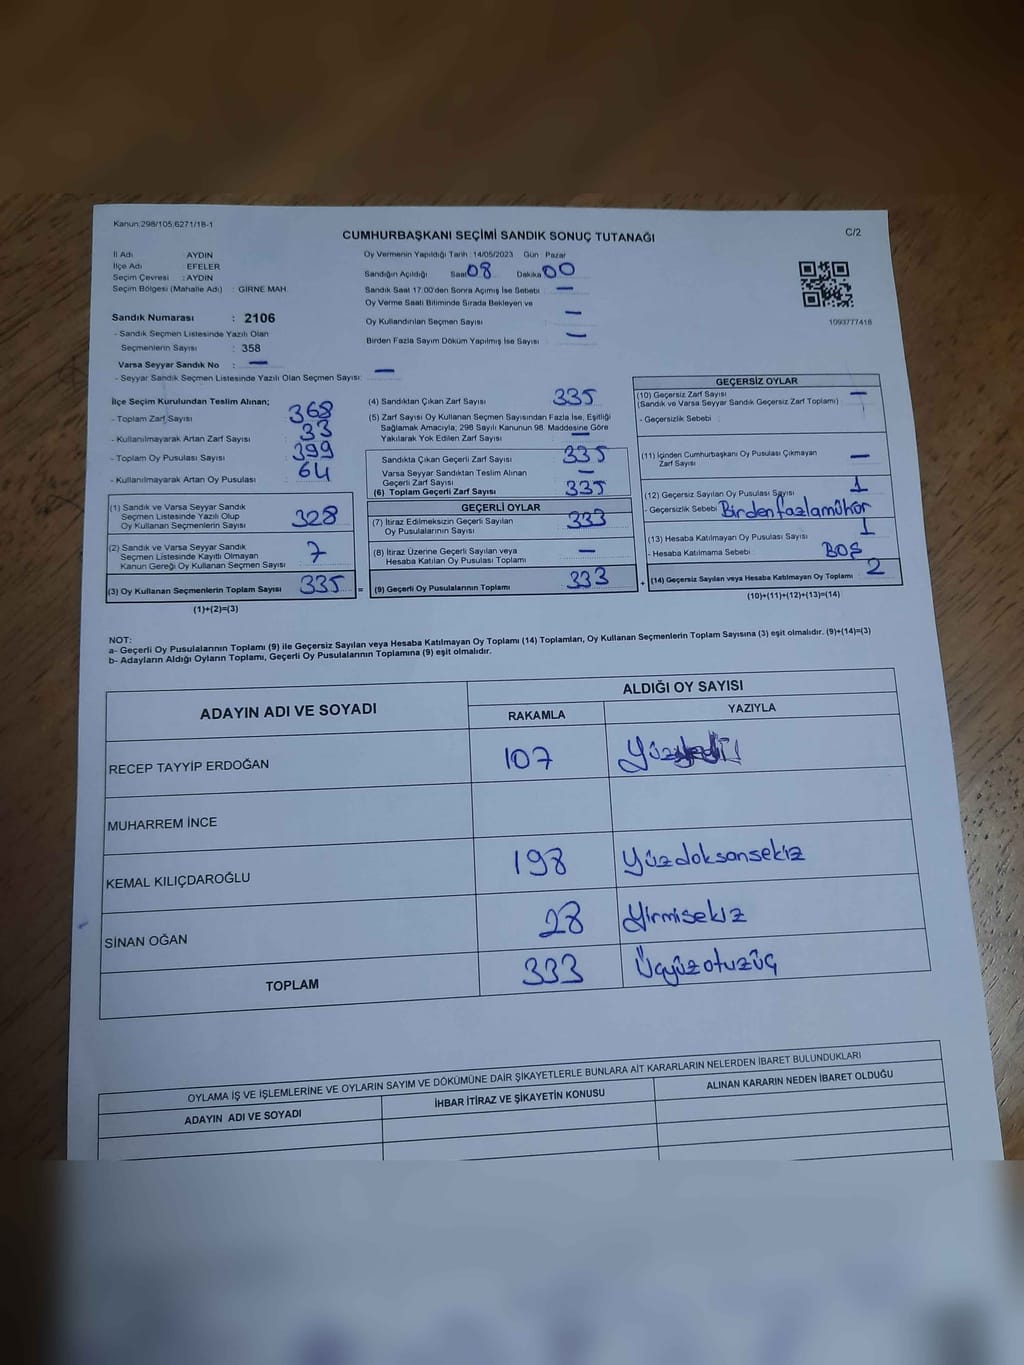 Kanun,298/105,6271/18-1
CUMHURBAŞKANI SEÇİMİ SANDIK SONUÇ TUTANAĞI
C/2
İl Adı AYDIN
İlçe Adı EFELER
Seçim Çevresi : AYDIN
Seçim Bölgesi (Mahalle Adı) : GİRNE MAH.
Sandık Numarası : 2106
- Sandık Seçmen Listesinde Yazılı Olan
Seçmenlerin Sayısı : 358
Varsa Seyyar Sandık No : —
- Seyyar Sandık Seçmen Listesinde Yazılı Olan Seçmen Sayısı: —
Oy Vermenin Yapıldığı Tarih :14/05/2023 Gün : Pazar
Sandığın Açıldığı Saat 08 Dakika 00
Sandık Saat 17:00'den Sonra Açımış İse Sebebi : —
Oy Verme Saati Bitiminde Sırada Bekleyen ve
Oy Kullandırılan Seçmen Sayısı : —
Birden Fazla Sayım Döküm Yapılmış İse Sayısı : —
1093777418
İlçe Seçim Kurulundan Teslim Alınan;
- Toplam Zarf Sayısı : 368
- Kullanılmayarak Artan Zarf Sayısı : 33
- Toplam Oy Pusulası Sayısı : 399
- Kullanılmayarak Artan Oy Pusulası : 64
(1) Sandık ve Varsa Seyyar Sandık
Seçmen Listesinde Yazılı Olup
Oy Kullanan Seçmenlerin Sayısı 328
(2) Sandık ve Varsa Seyyar Sandık
Seçmen Listesinde Kayıtlı Olmayan
Kanun Gereği Oy Kullanan Seçmen Sayısı 7
(3) Oy Kullanan Seçmenlerin Toplam Sayısı 335 =
(1)+(2)=(3)
(4) Sandıktan Çıkan Zarf Sayısı 335
(5) Zarf Sayısı Oy Kullanan Seçmen Sayısından Fazla İse, Eşitliği
Sağlamak Amacıyla; 298 Sayılı Kanunun 98. Maddesine Göre
Yakılarak Yok Edilen Zarf Sayısı —
Sandıkta Çıkan Geçerli Zarf Sayısı 335
Varsa Seyyar Sandıktan Teslim Alınan
Geçerli Zarf Sayısı —
(6) Toplam Geçerli Zarf Sayısı 335
GEÇERLİ OYLAR
(7) İtiraz Edilmeksizin Geçerli Sayılan
Oy Pusulalarının Sayısı 333
(8) İtiraz Üzerine Geçerli Sayılan veya
Hesaba Katılan Oy Pusulası Toplamı —
(9) Geçerli Oy Pusulalarının Toplamı 333 +
GEÇERSİZ OYLAR
(10) Geçersiz Zarf Sayısı —
(Sandık ve Varsa Seyyar Sandık Geçersiz Zarf Toplamı)
- Geçersizlik Sebebi
(11) İçinden Cumhurbaşkanı Oy Pusulası Çıkmayan
Zarf Sayısı —
(12) Geçersiz Sayılan Oy Pusulası Sayısı 1
- Geçersizlik Sebebi Birden fazla mühür
(13) Hesaba Katılmayan Oy Pusulası Sayısı 1
- Hesaba Katılmama Sebebi BOŞ
(14) Geçersiz Sayılan veya Hesaba Katılmayan Oy Toplamı 2
(10)+(11)+(12)+(13)=(14)
NOT:
a- Geçerli Oy Pusulalarının Toplamı (9) ile Geçersiz Sayılan veya Hesaba Katılmayan Oy Toplamı (14) Toplamları, Oy Kullanan Seçmenlerin Toplam Sayısına (3) eşit olmalıdır. (9)+(14)=(3)
b- Adayların Aldığı Oyların Toplamı, Geçerli Oy Pusulalarının Toplamına (9) eşit olmalıdır.
ADAYIN ADI VE SOYADI ALDIĞI OY SAYISI
RAKAMLA YAZIYLA
RECEP TAYYİP ERDOĞAN 107
MUHARREM İNCE
KEMAL KILIÇDAROĞLU 198 Yüzdoksansekiz
SİNAN OĞAN 28 Yirmisekiz
TOPLAM 333 Üçyüzotuzüç
OYLAMA İŞ VE İŞLEMLERİNE VE OYLARIN SAYIM VE DÖKÜMÜNE DAİR ŞİKAYETLERLE BUNLARA AİT KARARLARIN NELERDEN İBARET BULUNDUKLARI
ADAYIN ADI VE SOYADI İHBAR İTİRAZ VE ŞİKAYETİN KONUSU ALINAN KARARIN NEDEN İBARET OLDUĞU